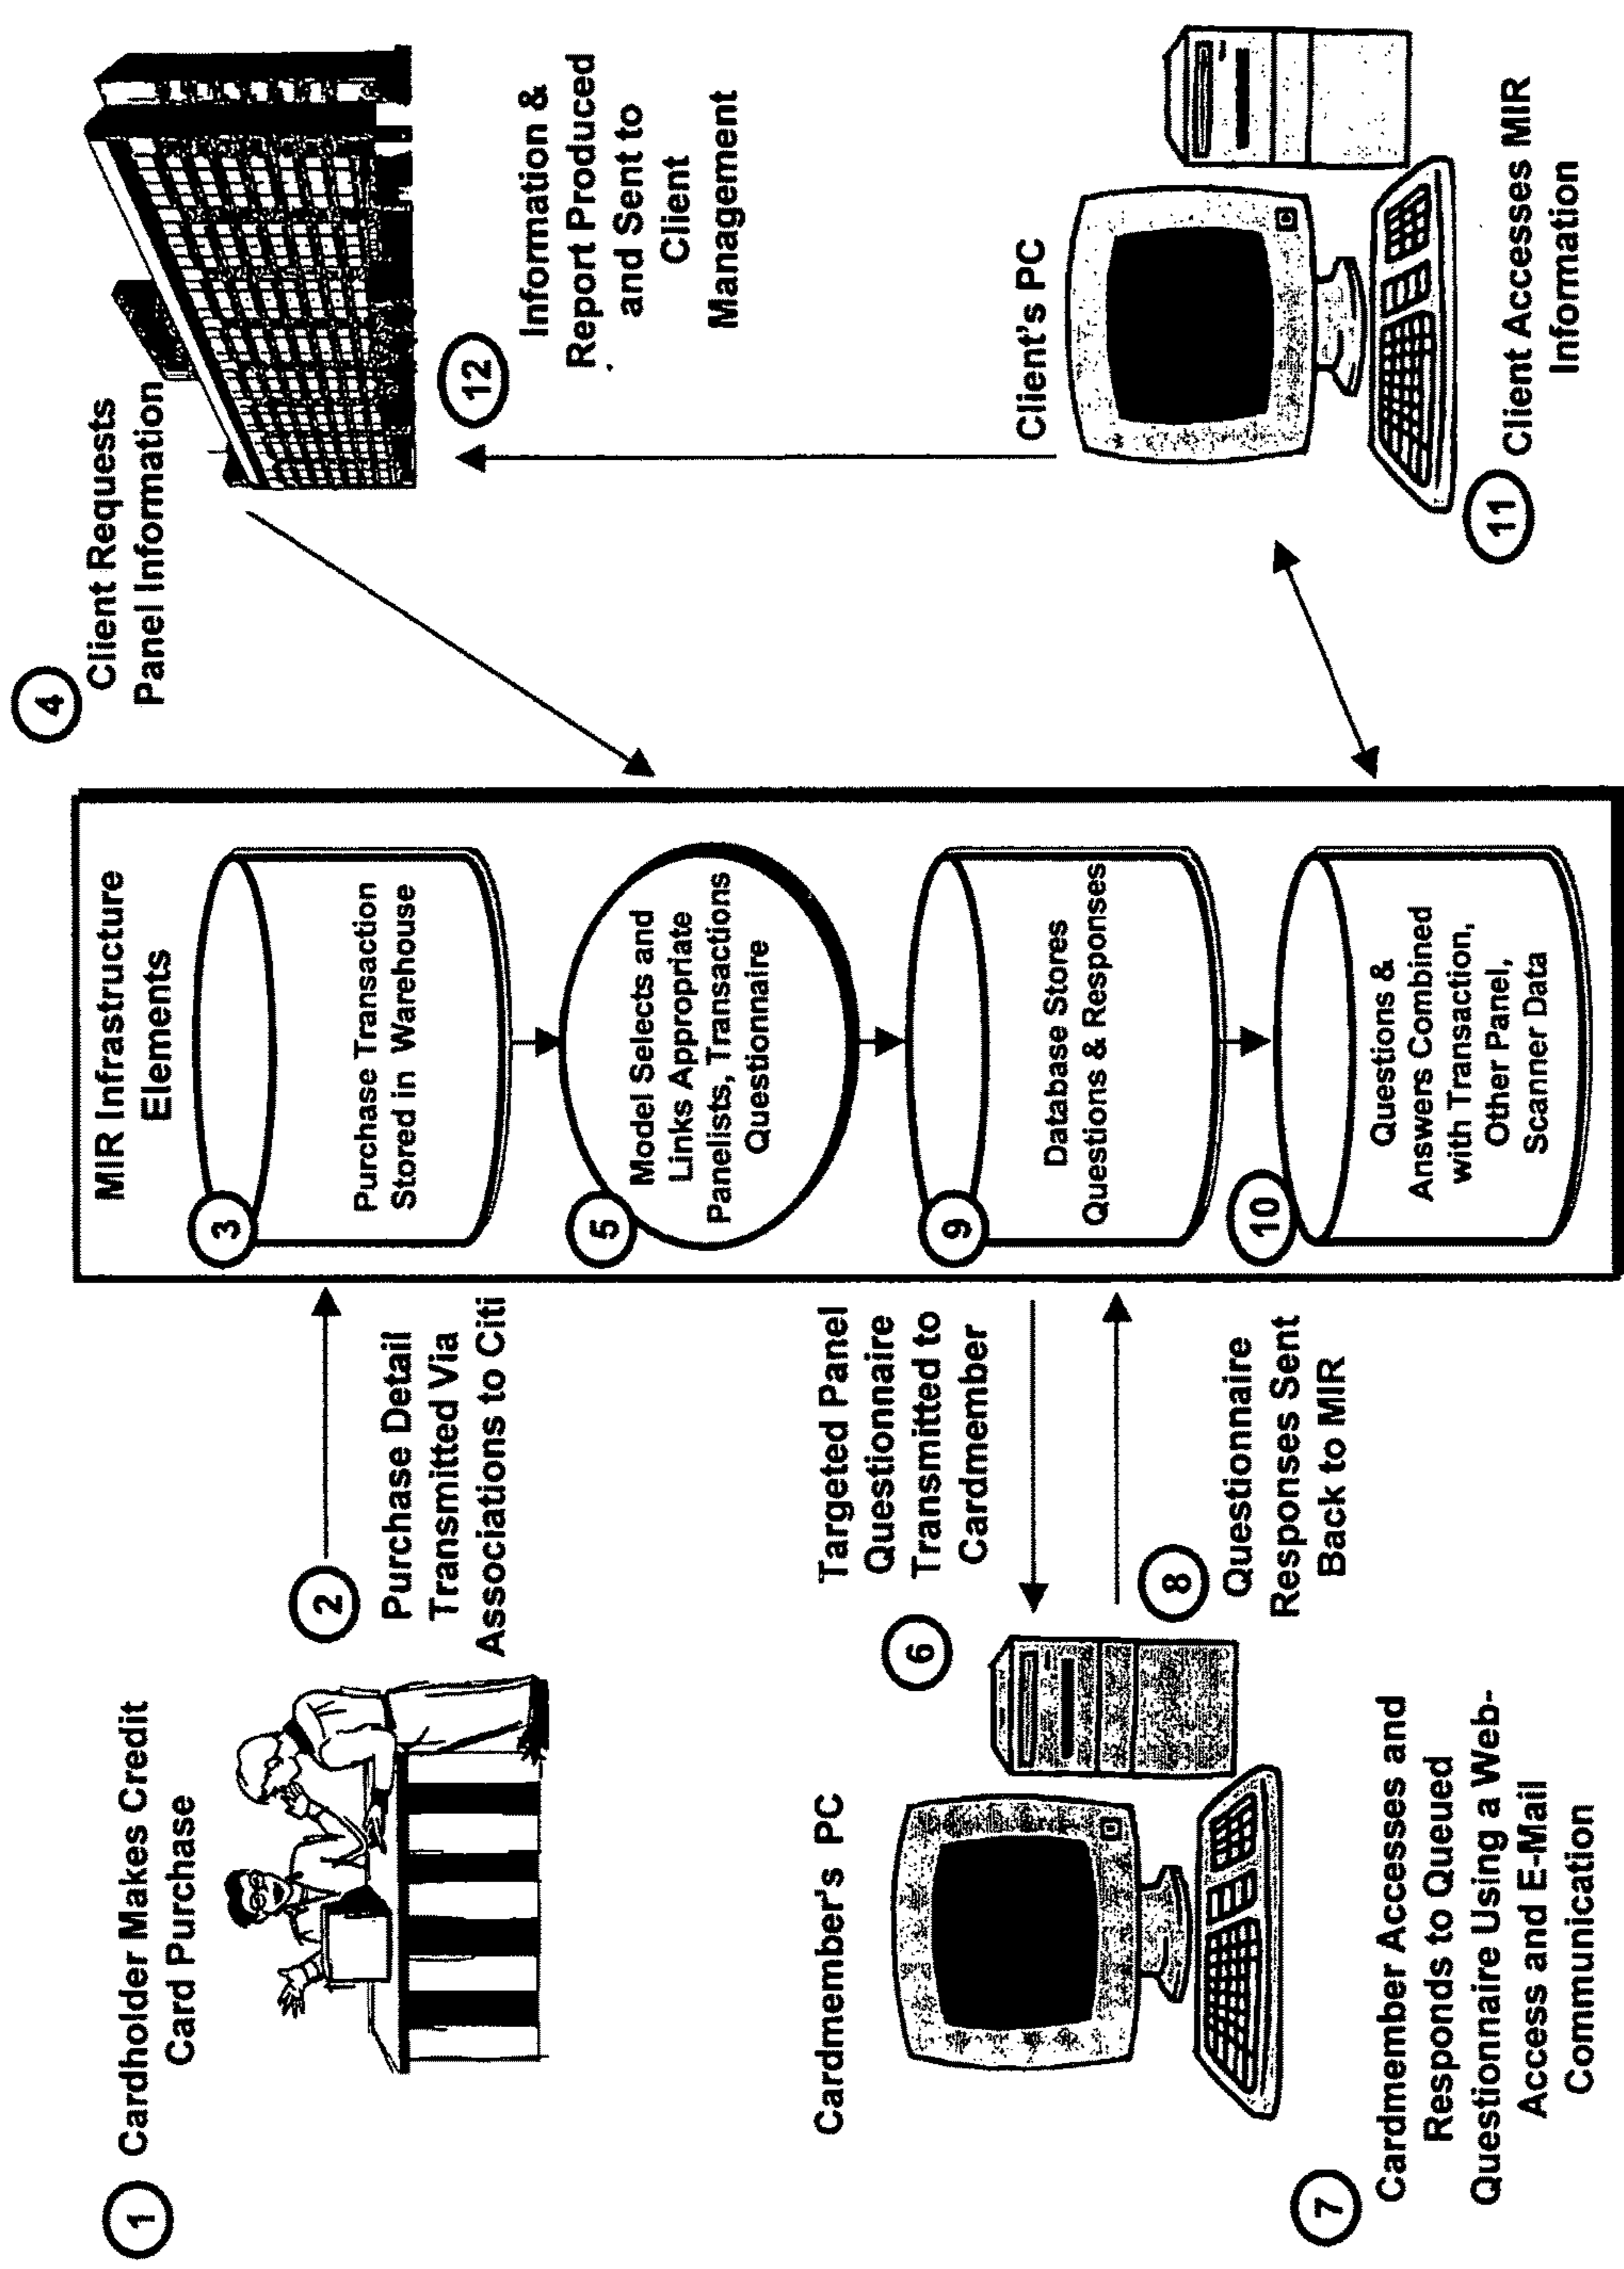 1
Cardholder Makes Credit
Card Purchase
2
Purchase Detail
Transmitted Via
Associations to Citi
MIR Infrastructure
Elements
3
Purchase Transaction
Stored in Warehouse
4
Client Requests
Panel Information
5
Model Selects and
Links Appropriate
Panelists, Transactions
Questionnaire
6
Targeted Panel
Questionnaire
Transmitted to
Cardmember
Cardmember's PC
7
Cardmember Accesses and
Responds to Queued
Questionnaire Using a Web-
Access and E-Mail
Communication
8
Questionnaire
Responses Sent
Back to MIR
9
Database Stores
Questions & Responses
10
Questions &
Answers Combined
with Transaction,
Other Panel,
Scanner Data
Client's PC
11
Client Accesses MIR
Information
12
Information &
Report Produced
and Sent to
Client
Management